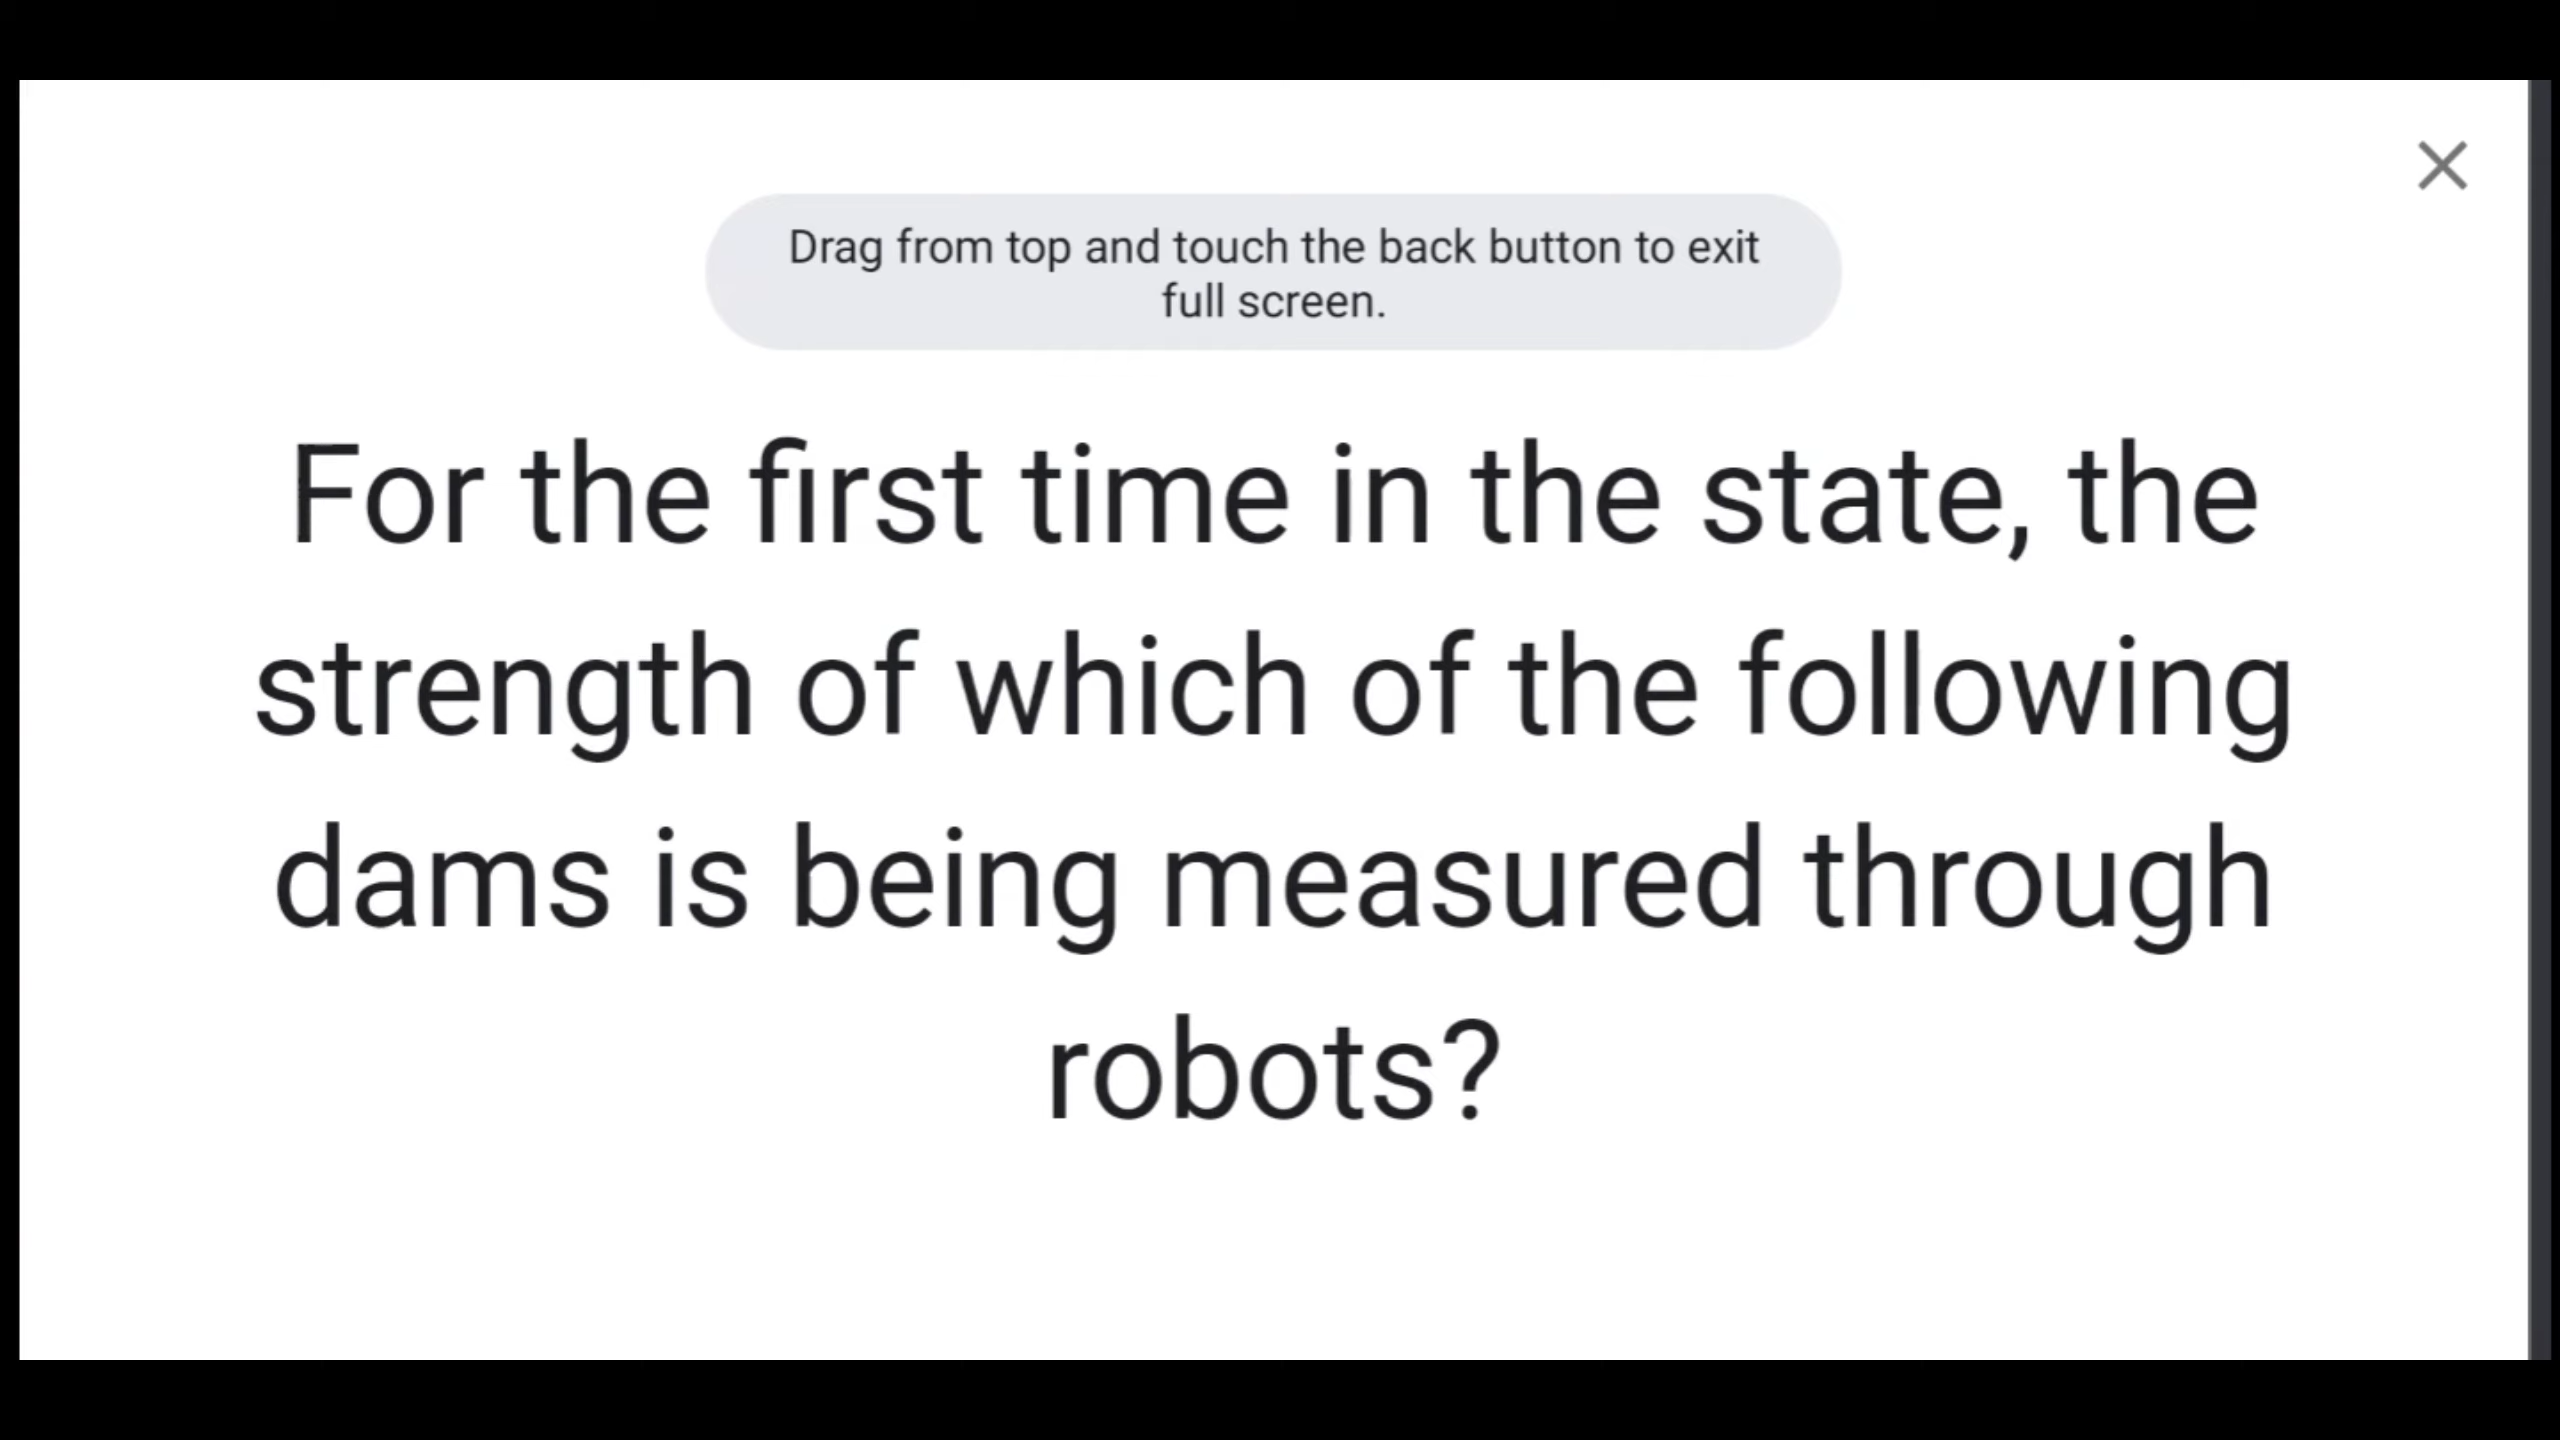 Drag from top and touch the back button to exit
full screen.
For the first time in the state, the
strength of which of the following
dams is being measured through
robots?